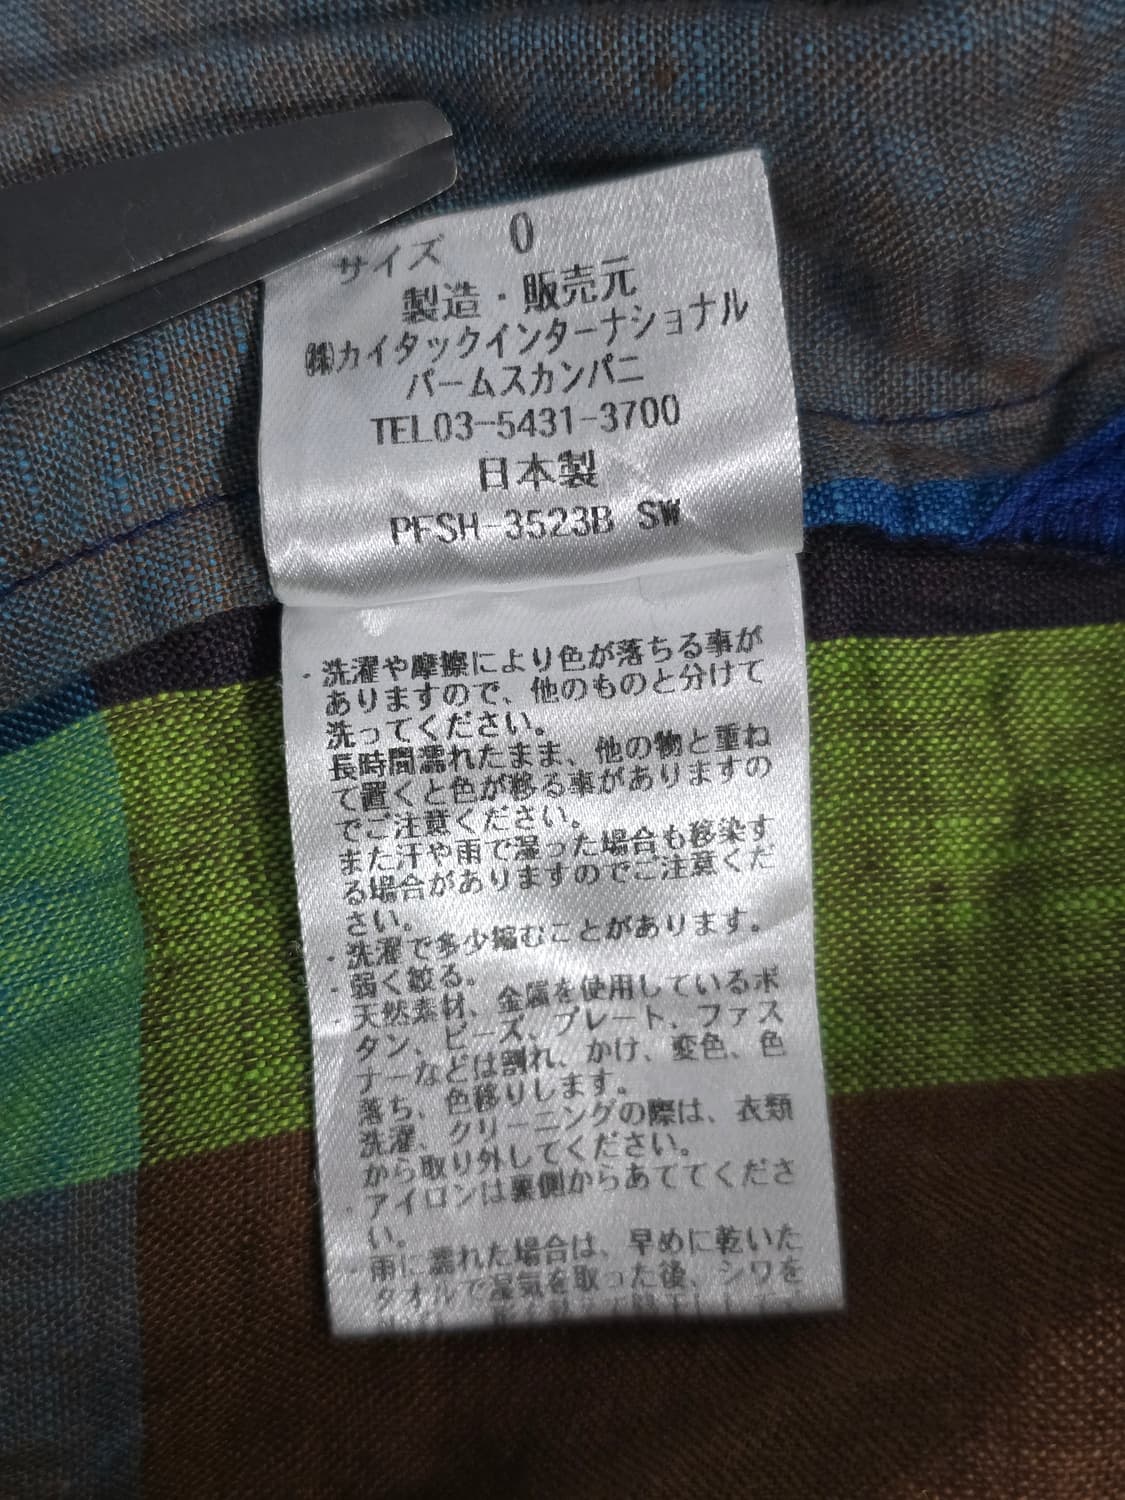 サイズ 0
製造・販売元
㈱カイタックインターナショナル
パームスカンパニ
TEL03-5431-3700
日本製
PFSH-3523B SW
・洗濯や摩擦により色が落ちる事が
ありますので、他のものと分けて
洗ってください。
長時間濡れたまま、他の物と重ね
て置くと色が移る事がありますの
でご注意ください。
また汗や雨で湿った場合も移染す
る場合がありますのでご注意くだ
さい。
・洗濯で多少縮むことがあります。
・弱く絞る。
天然素材、金属を使用しているボ
タン、ビーズ、プレート、ファス
ナーなどは割れ、かけ、変色、色
落ち、色移りします。
洗濯、クリーニングの際は、衣類
から取り外してください。
・アイロンは裏側からあててくださ
い。
・雨に濡れた場合は、早めに乾いた
タオルで湿気を取った後、シワを